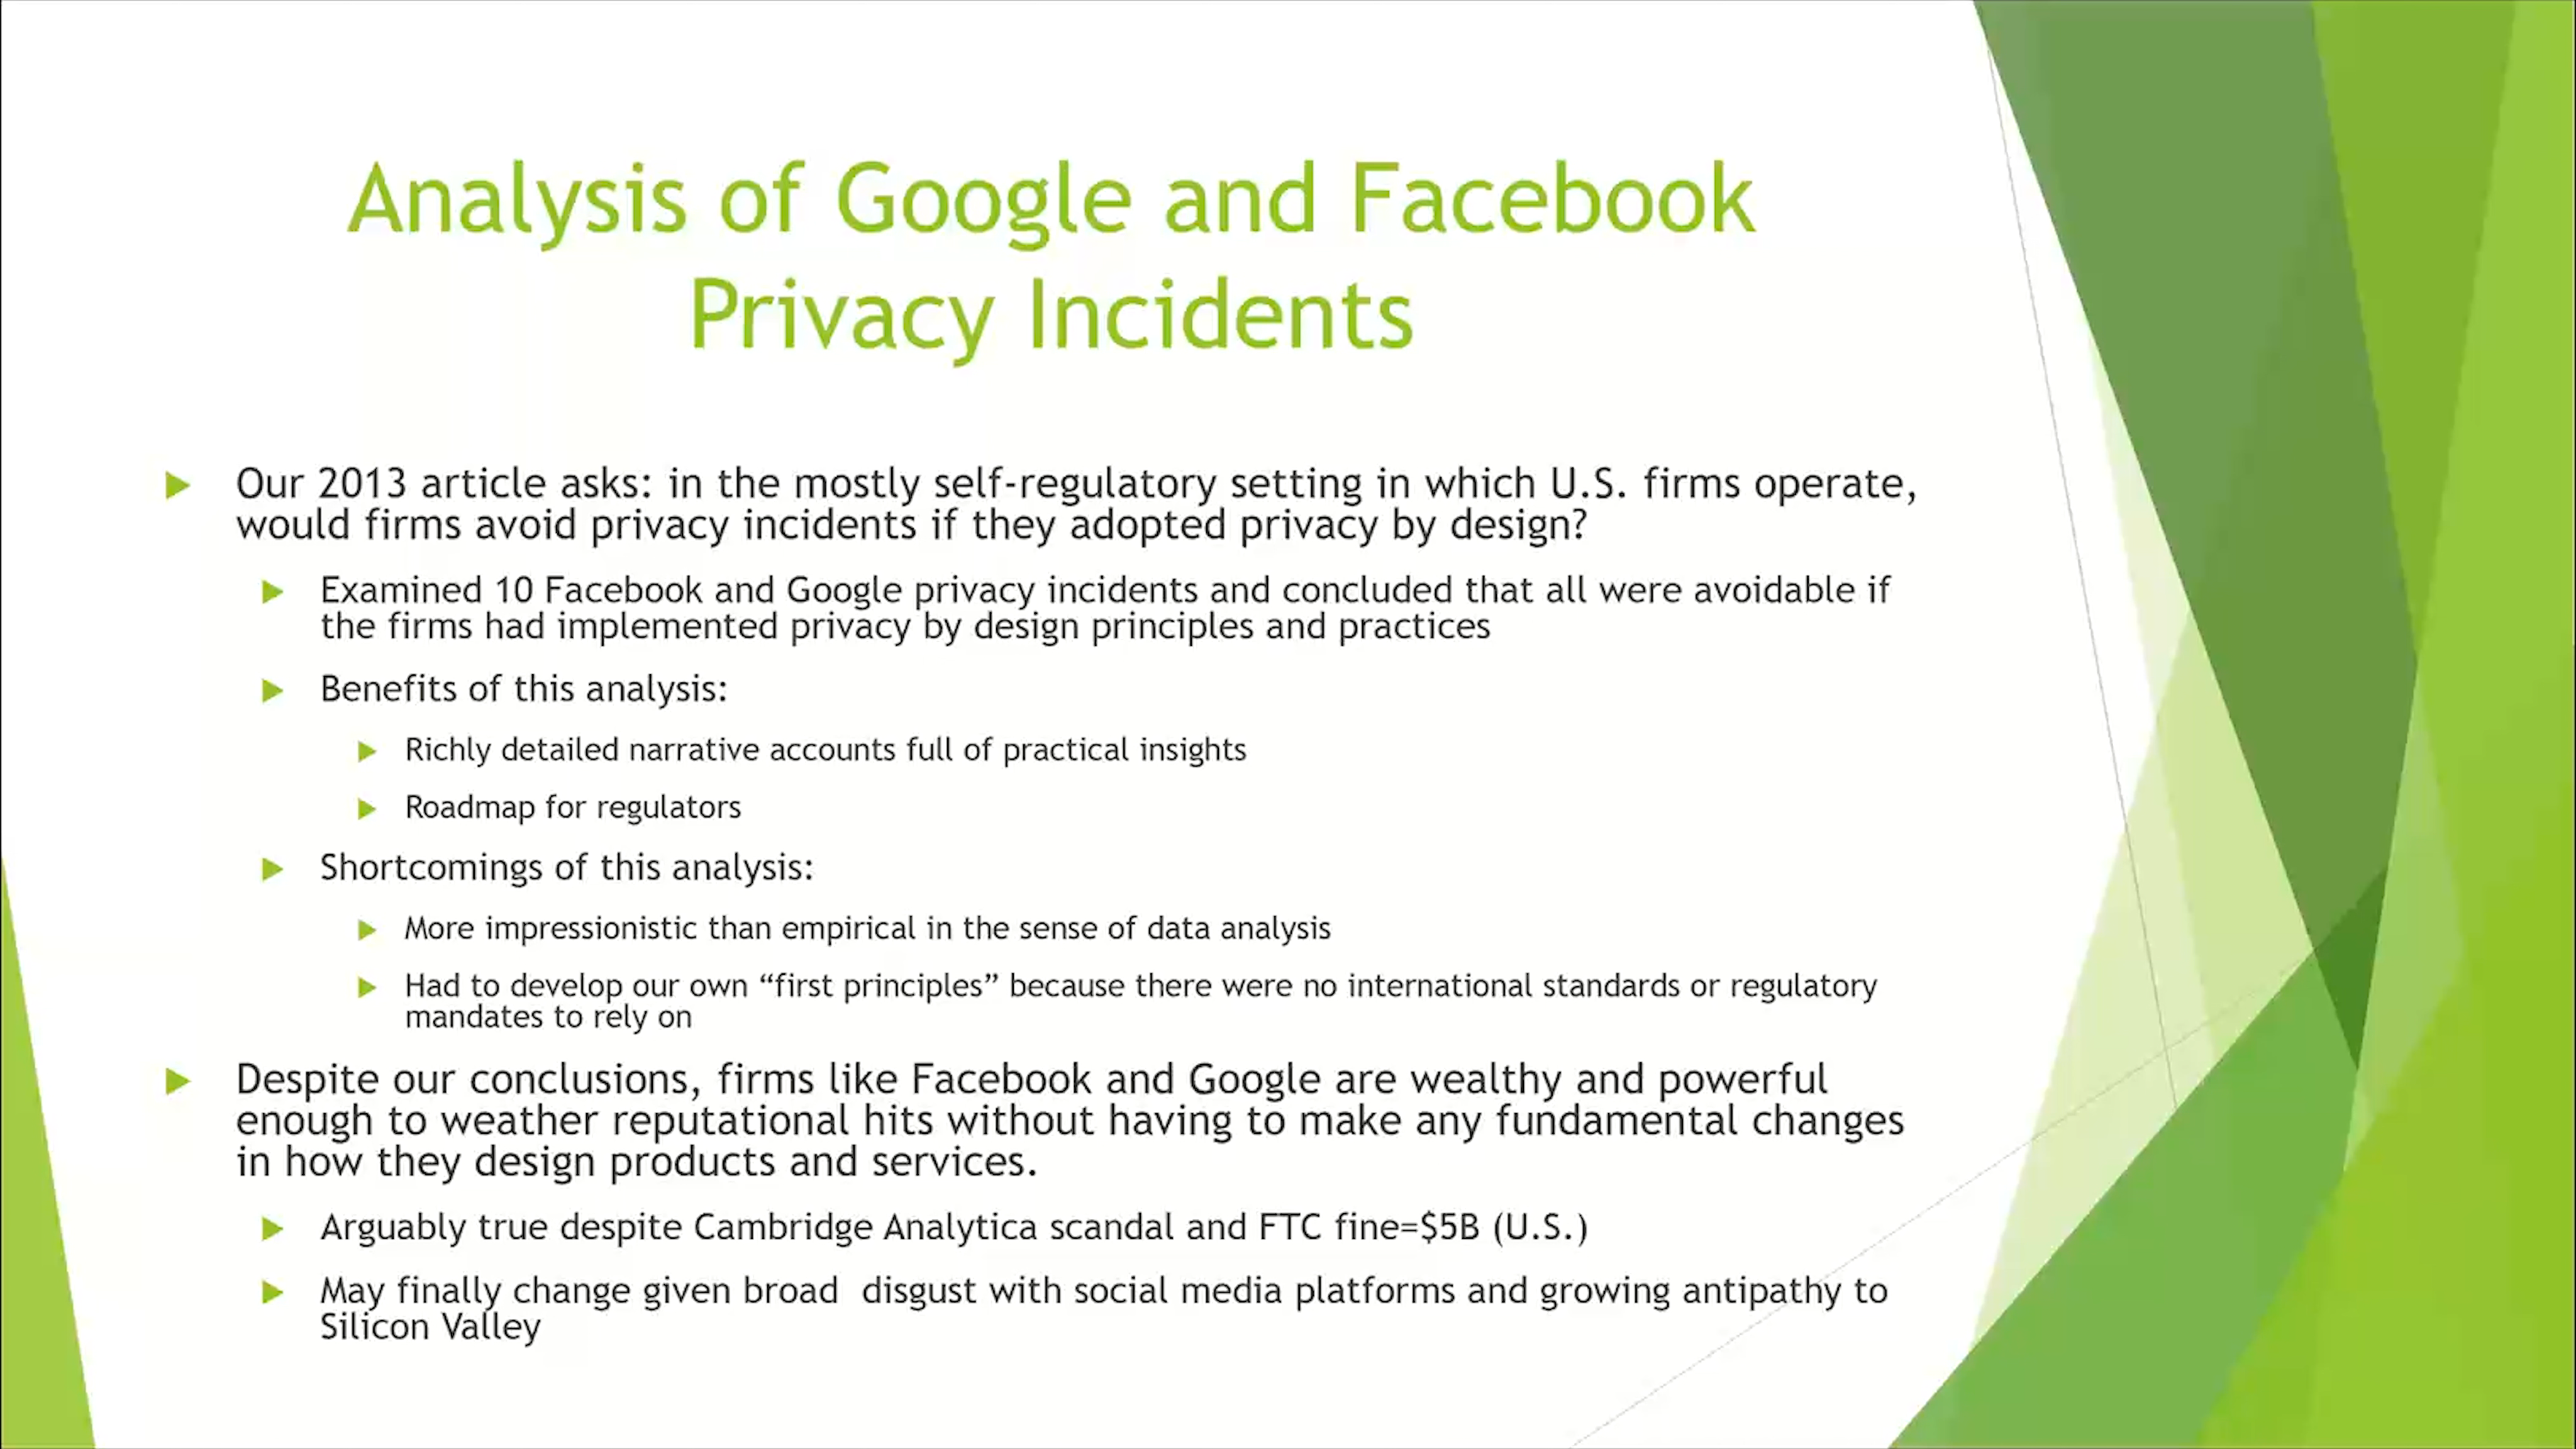 Analysis of Google and Facebook
Privacy Incidents
Our 2013 article asks: in the mostly self-regulatory setting in which U.S. firms operate,
would firms avoid privacy incidents if they adopted privacy by design?
Examined 10 Facebook and Google privacy incidents and concluded that all were avoidable if
the firms had implemented privacy by design principles and practices
Benefits of this analysis:
Richly detailed narrative accounts full of practical insights
Roadmap for regulators
Shortcomings of this analysis:
More impressionistic than empirical in the sense of data analysis
Had to develop our own “first principles” because there were no international standards or regulatory
mandates to rely on
Despite our conclusions, firms like Facebook and Google are wealthy and powerful
enough to weather reputational hits without having to make any fundamental changes
in how they design products and services.
Arguably true despite Cambridge Analytica scandal and FTC fine=$5B (U.S.)
May finally change given broad  disgust with social media platforms and growing antipathy to
Silicon Valley